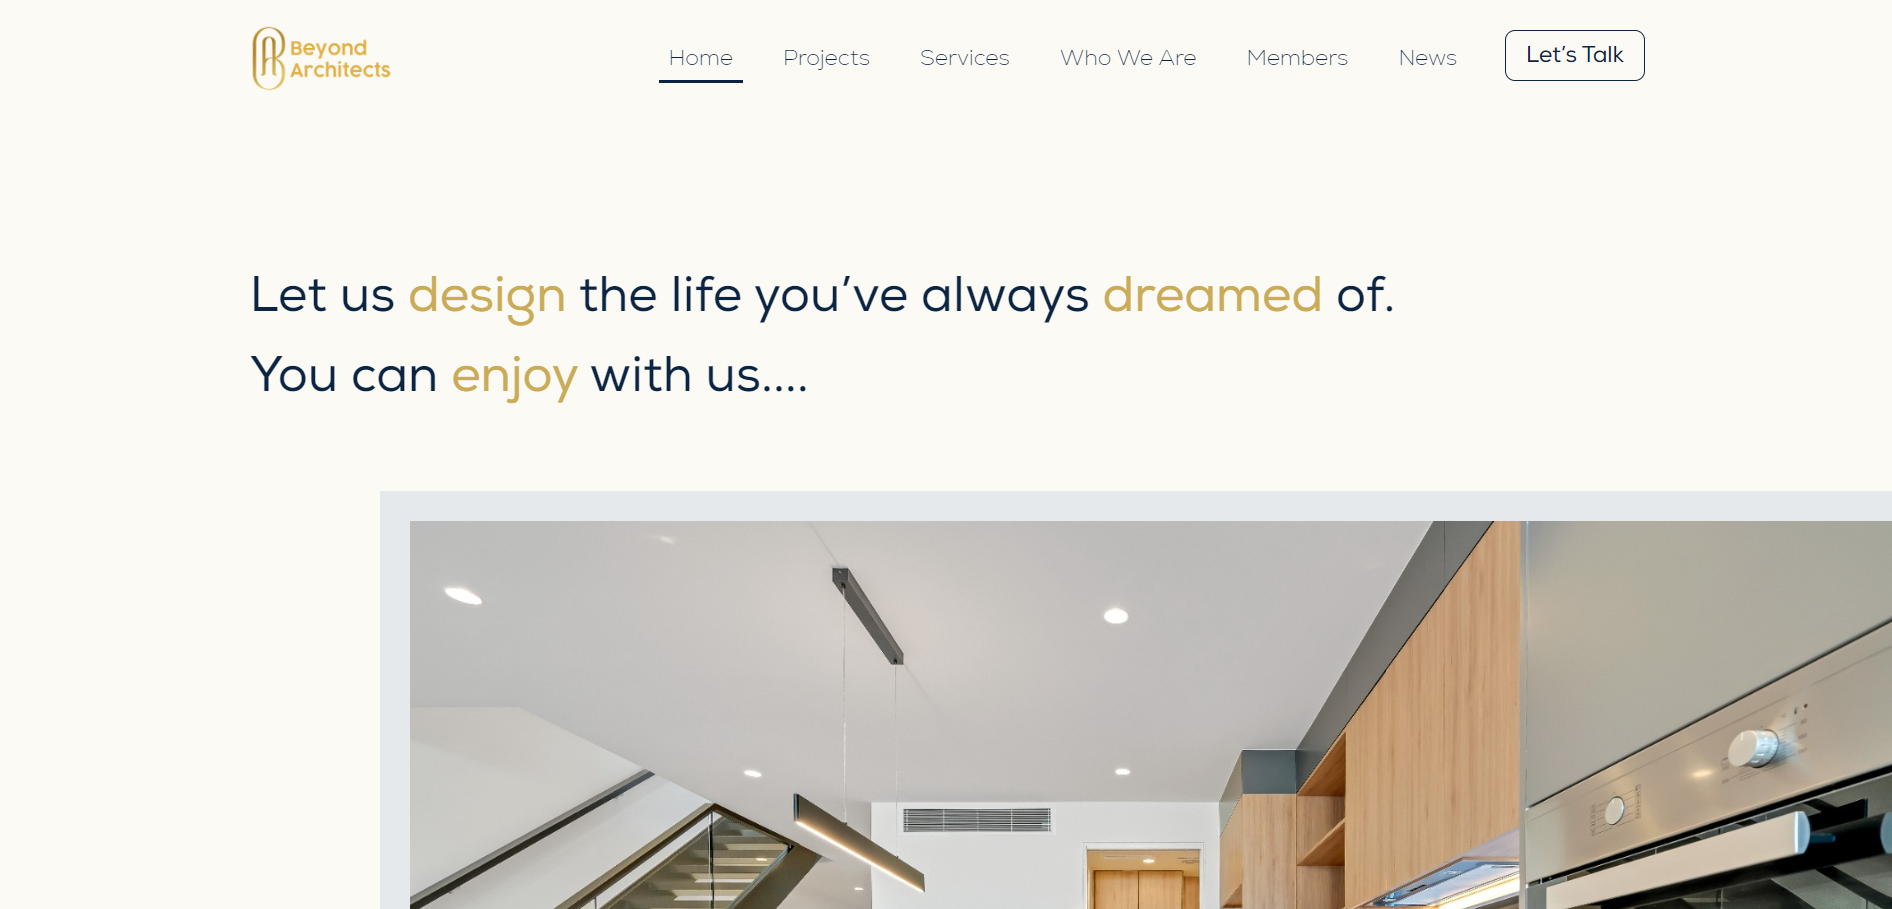 Beyond
Architects
Home
Projects
Services
Who We Are
Members
News
Let's Talk
Let us design the life you've always dreamed of.
You can enjoy with us....